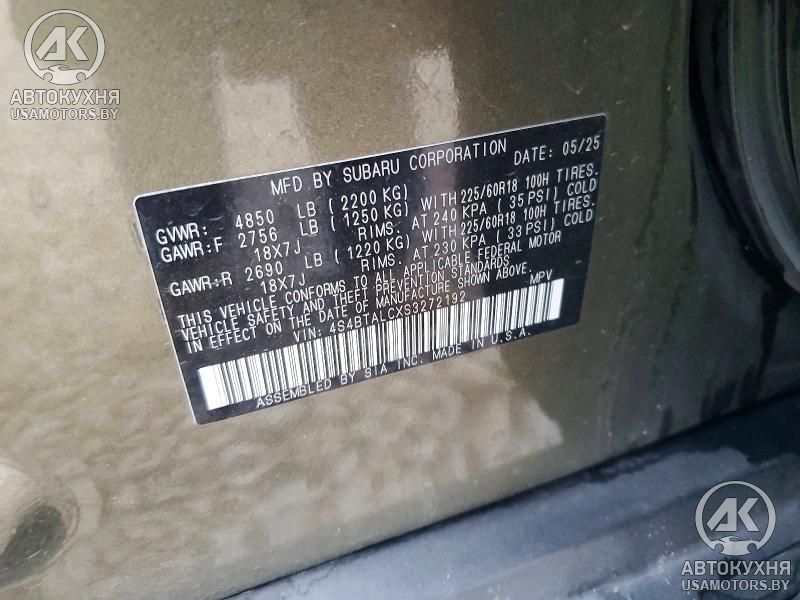 AK
АВТОКУХНЯ
USAMOTORS.BY
MFD BY SUBARU CORPORATION DATE: 05/25
GVWR: 4850 LB (2200 KG)
GAWR:F 2756 LB (1250 KG) WITH 225/60R18 100H TIRES.
18X7J RIMS. AT 240 KPA (35 PSI) COLD
GAWR:R 2690 LB (1220 KG) WITH 225/60R18 100H TIRES.
18X7J RIMS. AT 230 KPA (33 PSI) COLD
THIS VEHICLE CONFORMS TO ALL APPLICABLE FEDERAL MOTOR
VEHICLE SAFETY AND THEFT PREVENTION STANDARDS
IN EFFECT ON THE DATE OF MANUFACTURE SHOWN ABOVE.
VIN: 4S4BTALCXS3272192 MPV
ASSEMBLED BY SIA INC. MADE IN U.S.A.
AK
АВТОКУХНЯ
USAMOTORS.BY